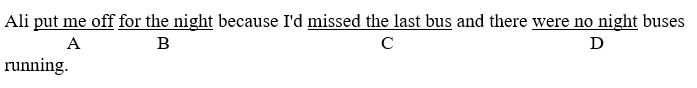 Ali put me off for the night because I'd missed the last bus and there were no night buses
A B C D
running.